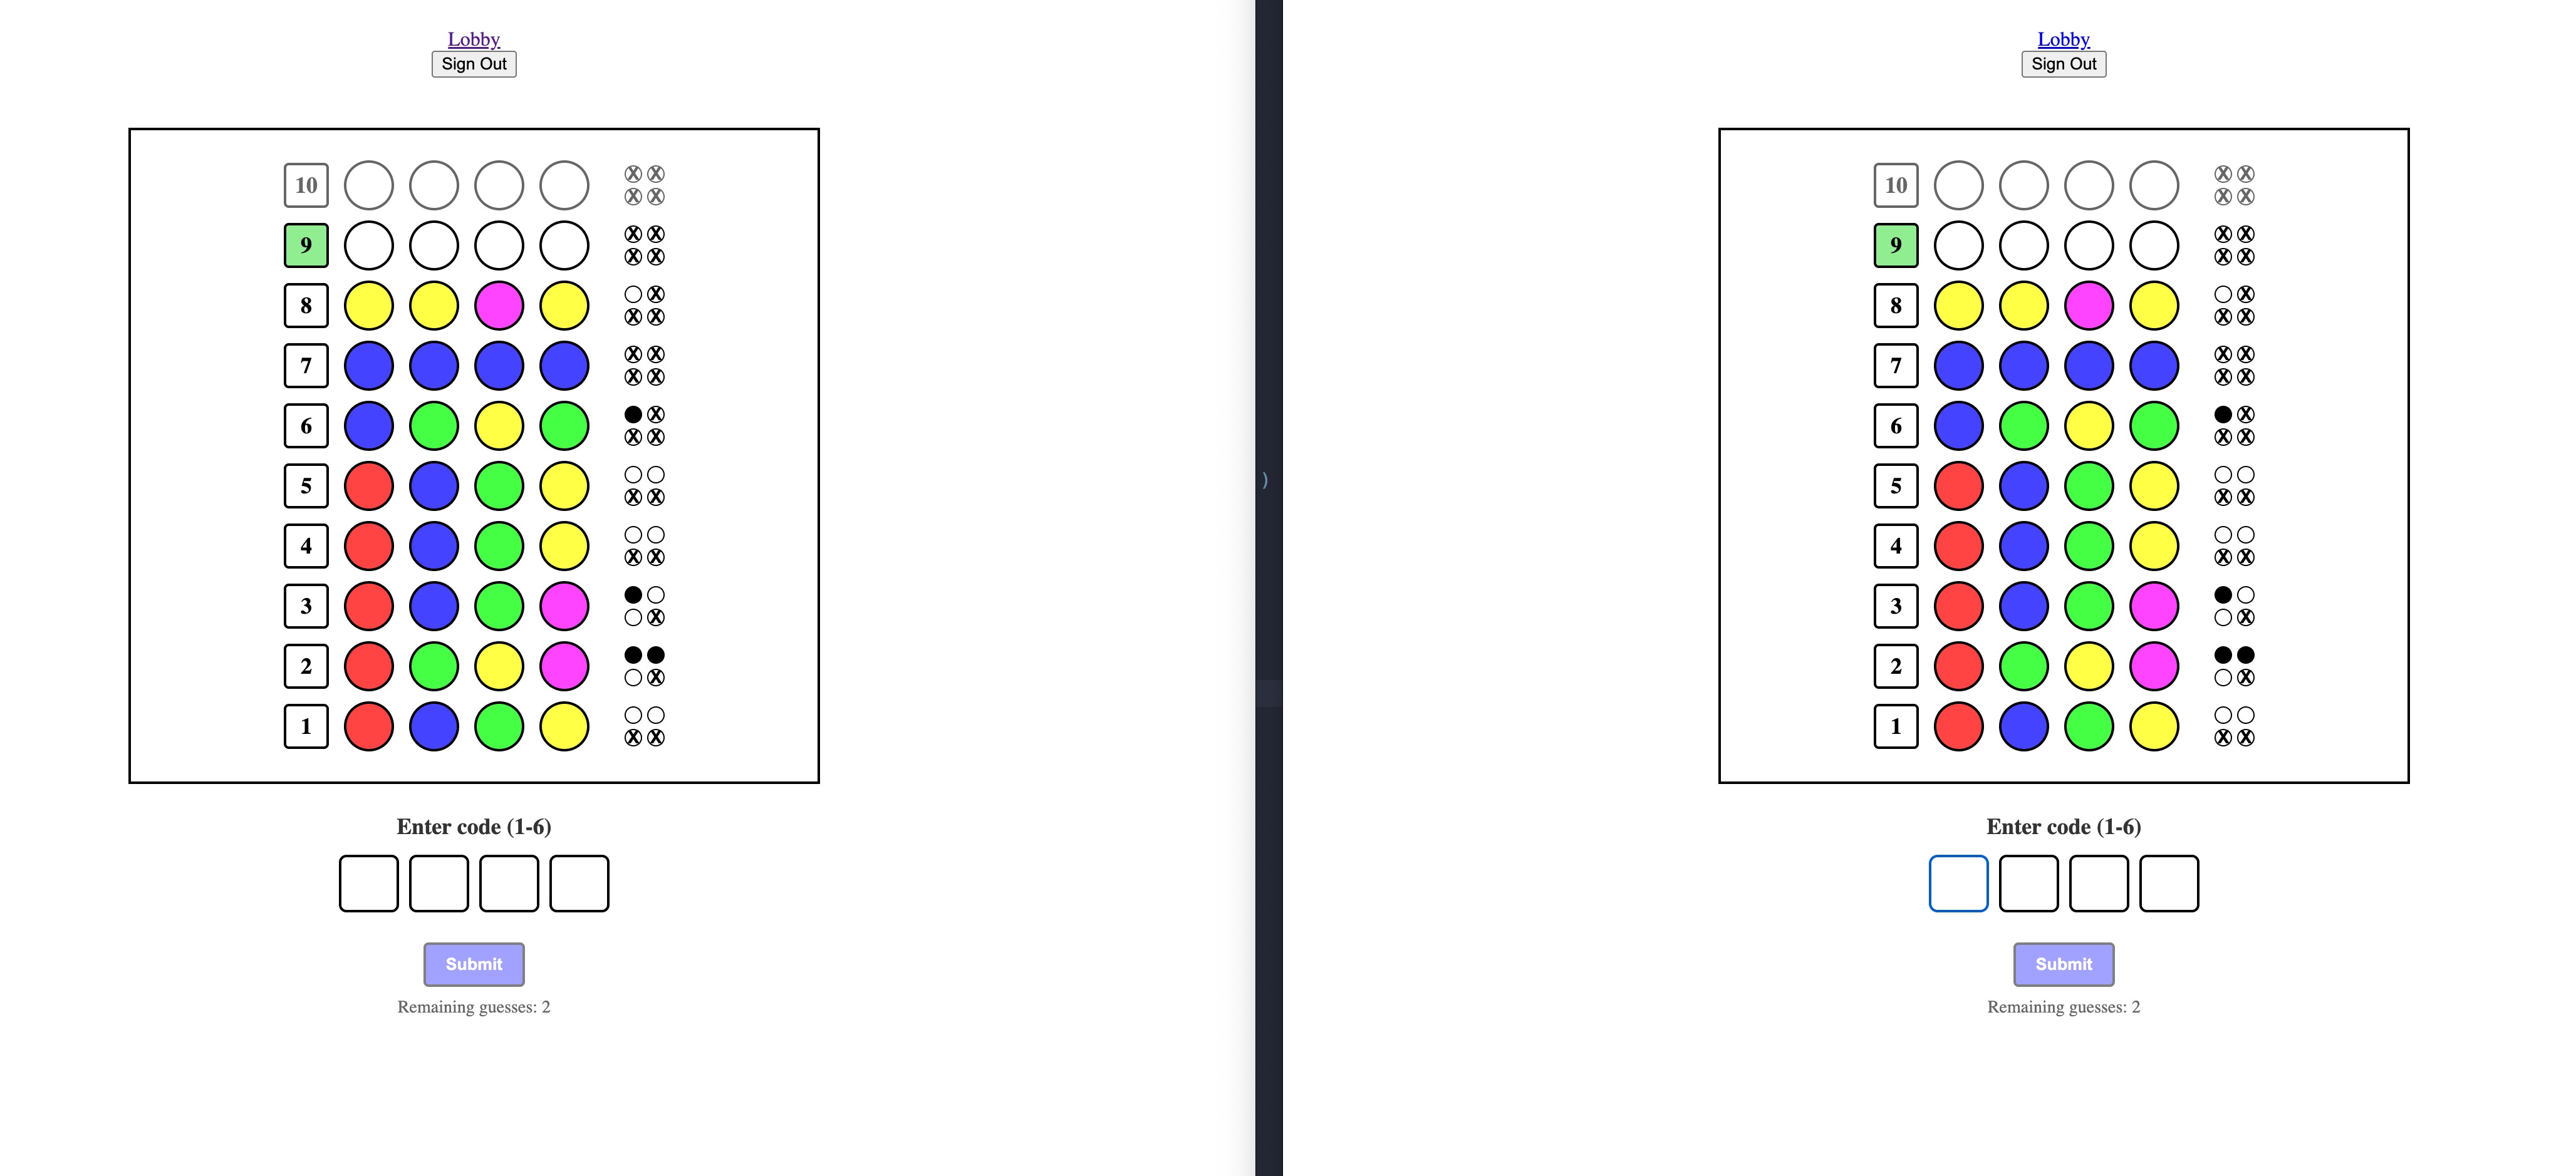 Lobby
Sign Out
10 X X X X
9 X X X X
8 X X X
7 X X X X
6 X X X
5 X X
4 X X
3 X
2 X
1 X X
Enter code (1-6)
Submit
Remaining guesses: 2
)
Lobby
Sign Out
10 X X X X
9 X X X X
8 X X X
7 X X X X
6 X X X
5 X X
4 X X
3 X
2 X
1 X X
Enter code (1-6)
Submit
Remaining guesses: 2